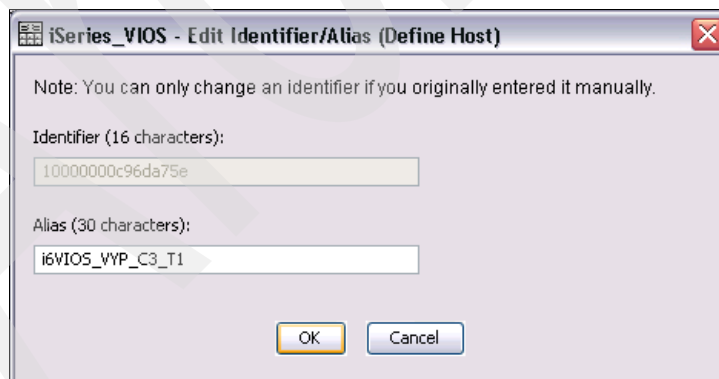 iSeries_VIOS - Edit Identifier/Alias (Define Host)
Note: You can only change an identifier if you originally entered it manually.
Identifier (16 characters):
10000000c96da75e
Alias (30 characters):
i6VIOS_VYP_C3_T1
OK Cancel